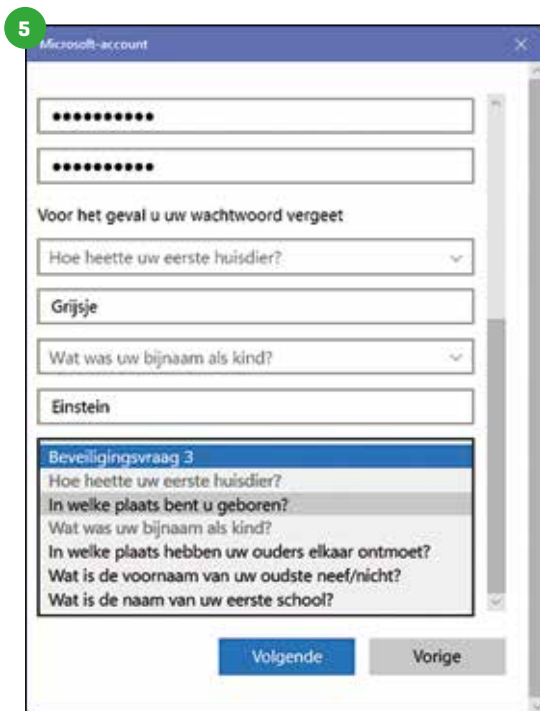 5
Microsoft-account
••••••••••
••••••••••
Voor het geval u uw wachtwoord vergeet
Hoe heette uw eerste huisdier?
Grijsje
Wat was uw bijnaam als kind?
Einstein
Beveiligingsvraag 3
Hoe heette uw eerste huisdier?
In welke plaats bent u geboren?
Wat was uw bijnaam als kind?
In welke plaats hebben uw ouders elkaar ontmoet?
Wat is de voornaam van uw oudste neef/nicht?
Wat is de naam van uw eerste school?
Volgende Vorige